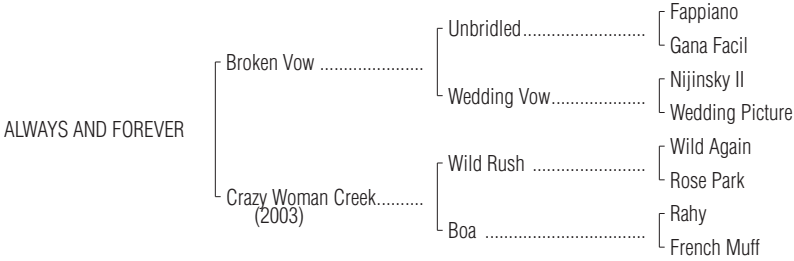 Fappiano
Unbridled..........................
Gana Facil
Broken Vow ......................
Nijinsky II
Wedding Vow....................
Wedding Picture
ALWAYS AND FOREVER
Wild Again
Wild Rush ........................
Rose Park
Crazy Woman Creek..........
(2003)
Rahy
Boa ..................................
French Muff